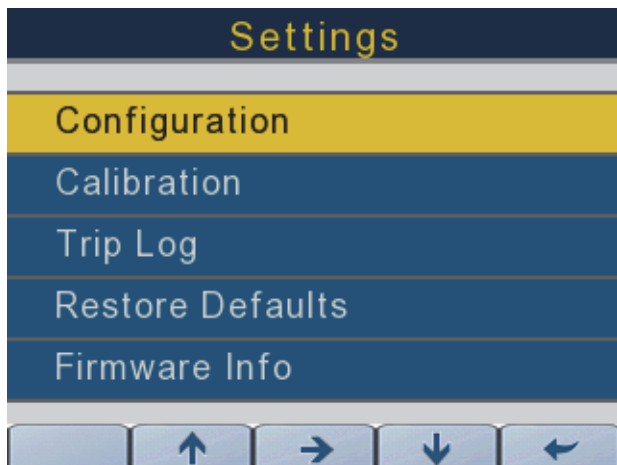 Settings
Configuration
Calibration
Trip Log
Restore Defaults
Firmware Info